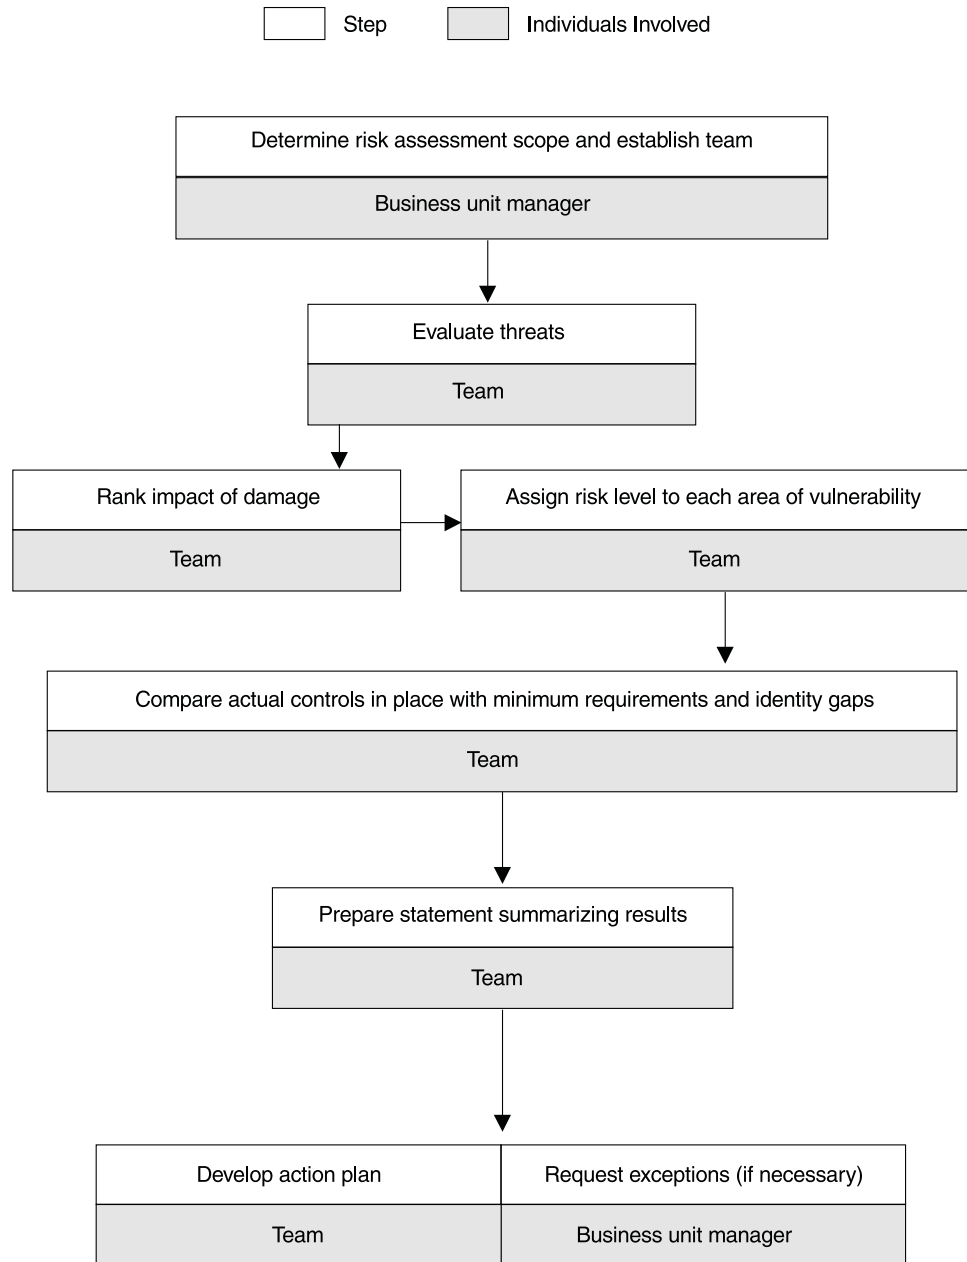 Step
Individuals Involved
Determine risk assessment scope and establish team
Business unit manager
Evaluate threats
Team
Rank impact of damage
Team
Assign risk level to each area of vulnerability
Team
Compare actual controls in place with minimum requirements and identity gaps
Team
Prepare statement summarizing results
Team
Develop action plan
Team
Request exceptions (if necessary)
Business unit manager